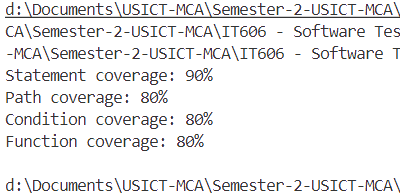 d:\Documents\USICT-MCA\Semester-2-USICT-MCA\
CA\Semester-2-USICT-MCA\IT606 - Software Tes
-MCA\Semester-2-USICT-MCA\IT606 - Software T
Statement coverage: 90%
Path coverage: 80%
Condition coverage: 80%
Function coverage: 80%
d:\Documents\USICT-MCA\Semester-2-USICT-MCA\